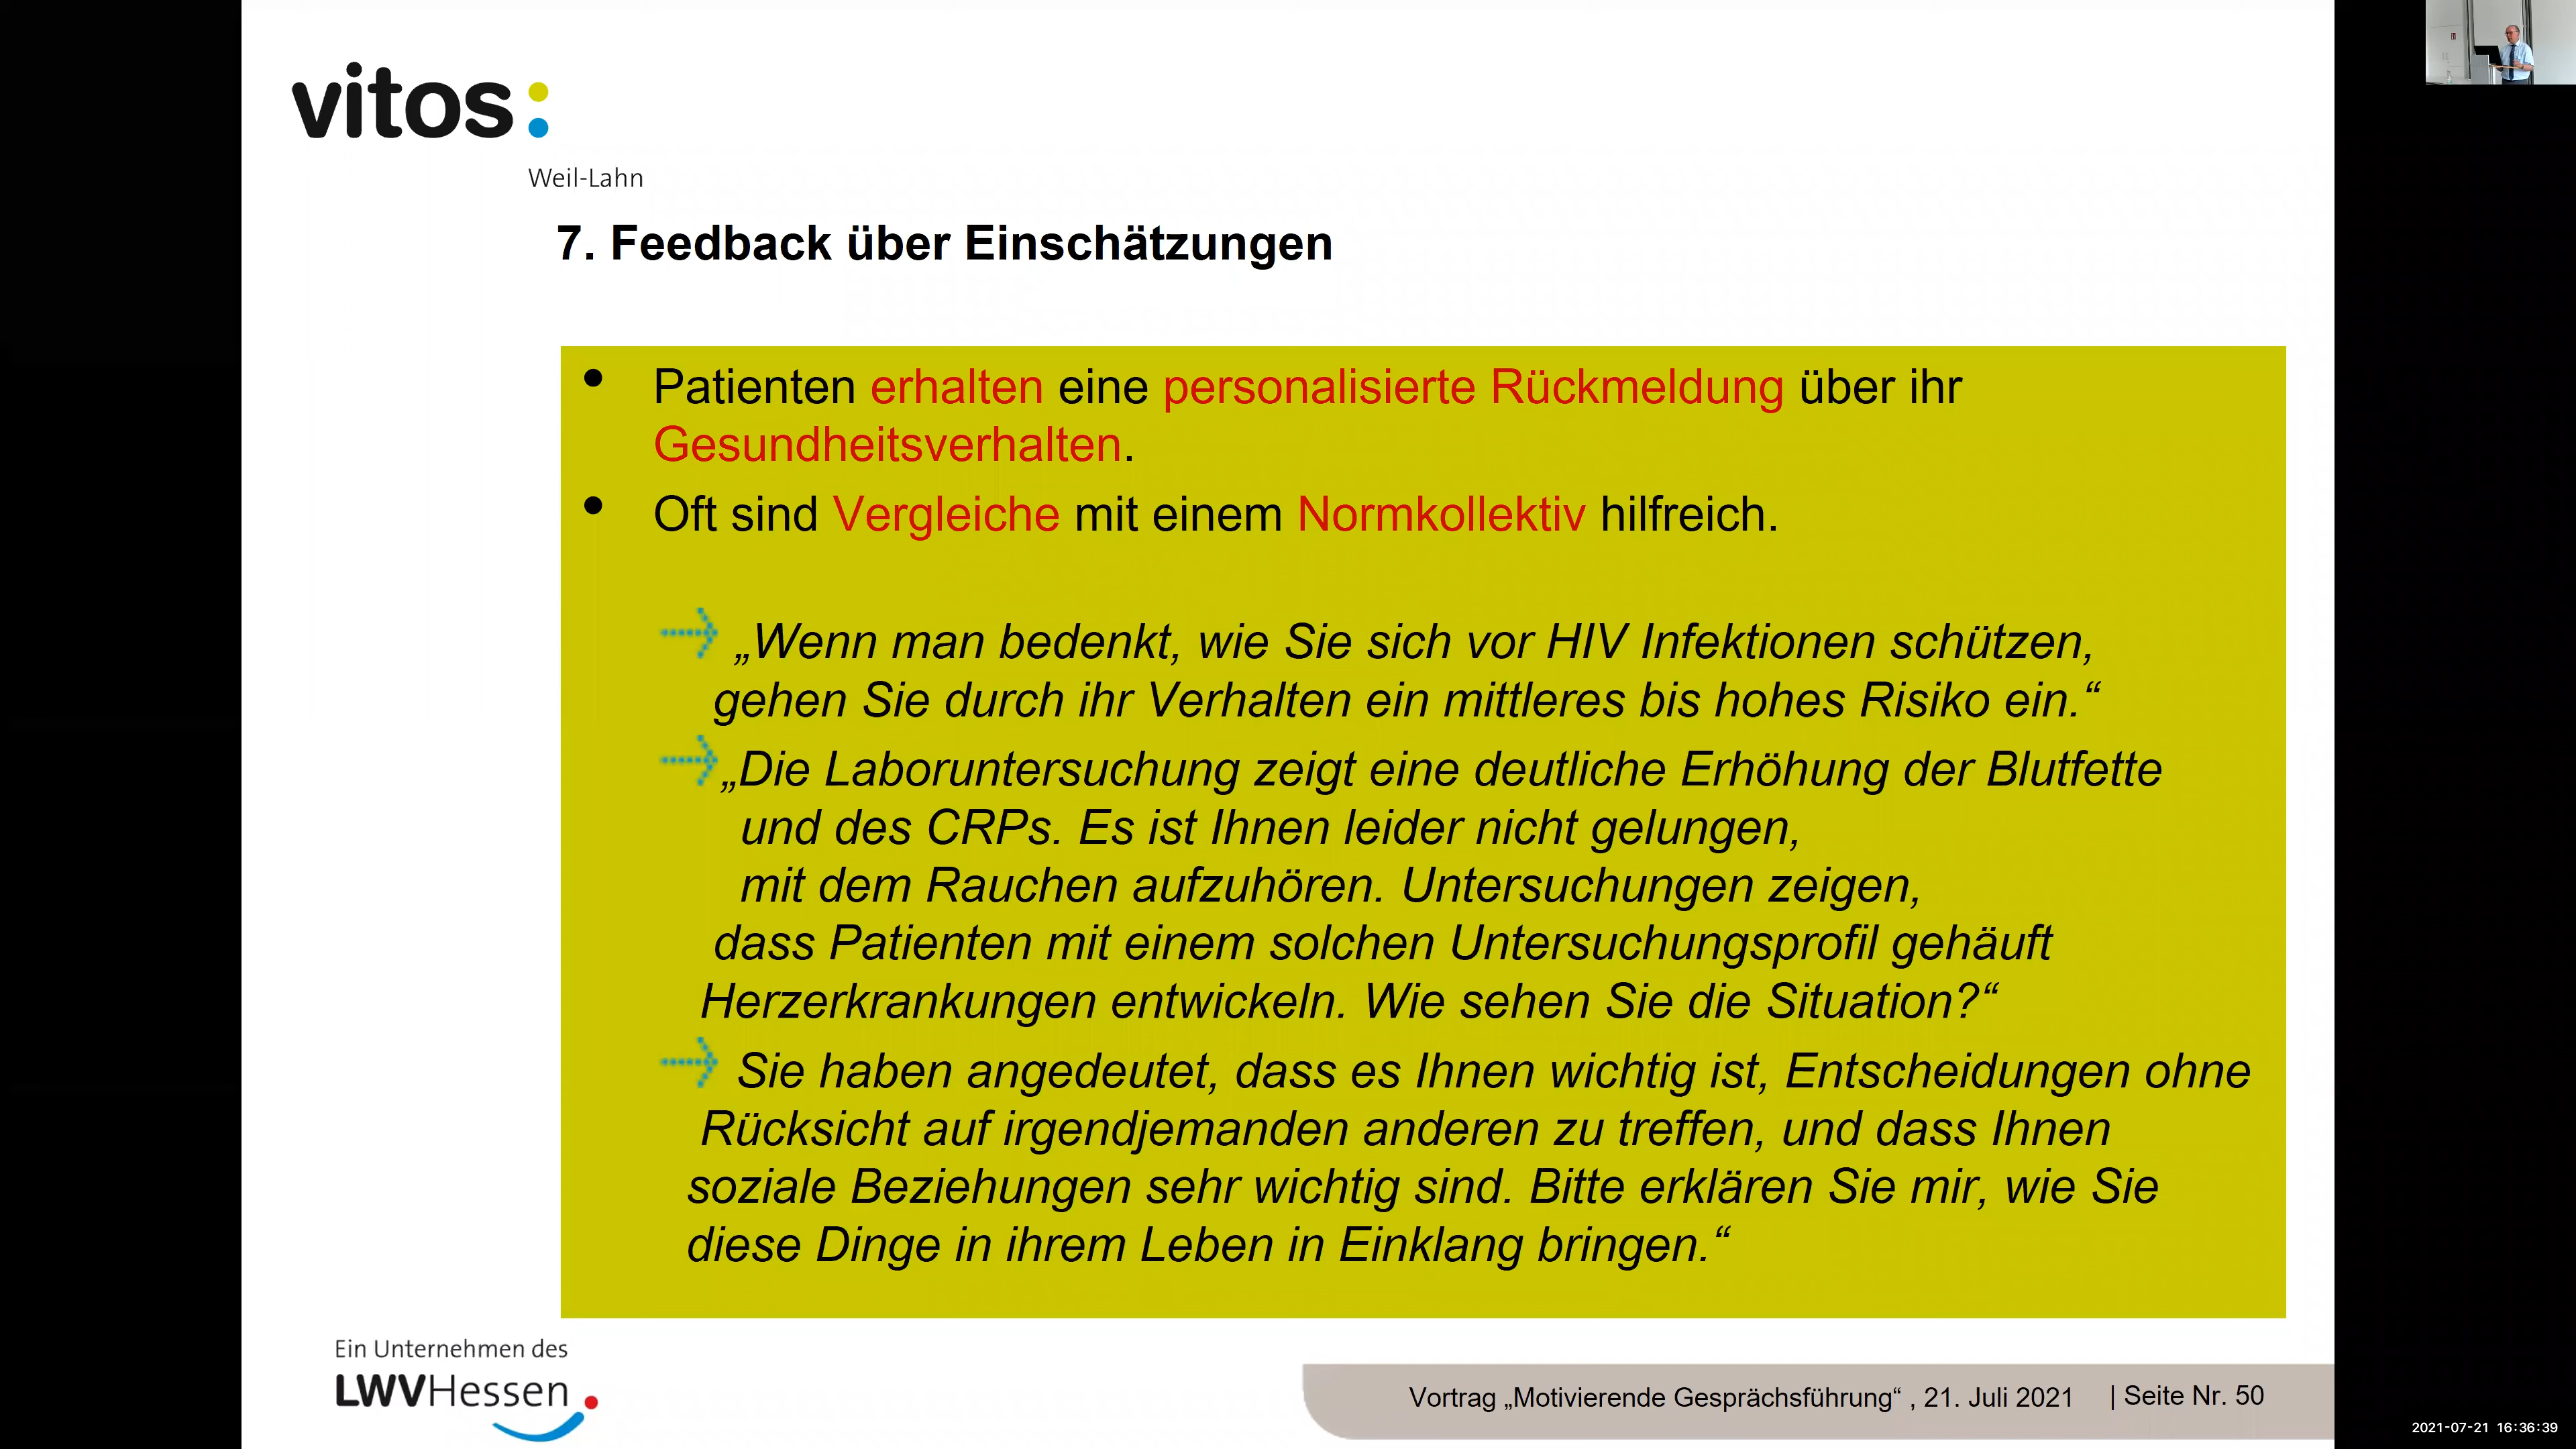 vitos:
Weil-Lahn
7. Feedback über Einschätzungen
• Patienten erhalten eine personalisierte Rückmeldung über ihr
Gesundheitsverhalten.
• Oft sind Vergleiche mit einem Normkollektiv hilfreich.
„Wenn man bedenkt, wie Sie sich vor HIV Infektionen schützen,
gehen Sie durch ihr Verhalten ein mittleres bis hohes Risiko ein.“
„Die Laboruntersuchung zeigt eine deutliche Erhöhung der Blutfette
und des CRPs. Es ist Ihnen leider nicht gelungen,
mit dem Rauchen aufzuhören. Untersuchungen zeigen,
dass Patienten mit einem solchen Untersuchungsprofil gehäuft
Herzerkrankungen entwickeln. Wie sehen Sie die Situation?“
Sie haben angedeutet, dass es Ihnen wichtig ist, Entscheidungen ohne
Rücksicht auf irgendjemanden anderen zu treffen, und dass Ihnen
soziale Beziehungen sehr wichtig sind. Bitte erklären Sie mir, wie Sie
diese Dinge in ihrem Leben in Einklang bringen.“
Ein Unternehmen des
LWVHessen
Vortrag „Motivierende Gesprächsführung“ , 21. Juli 2021 | Seite Nr. 50
2021-07-21 16:36:39